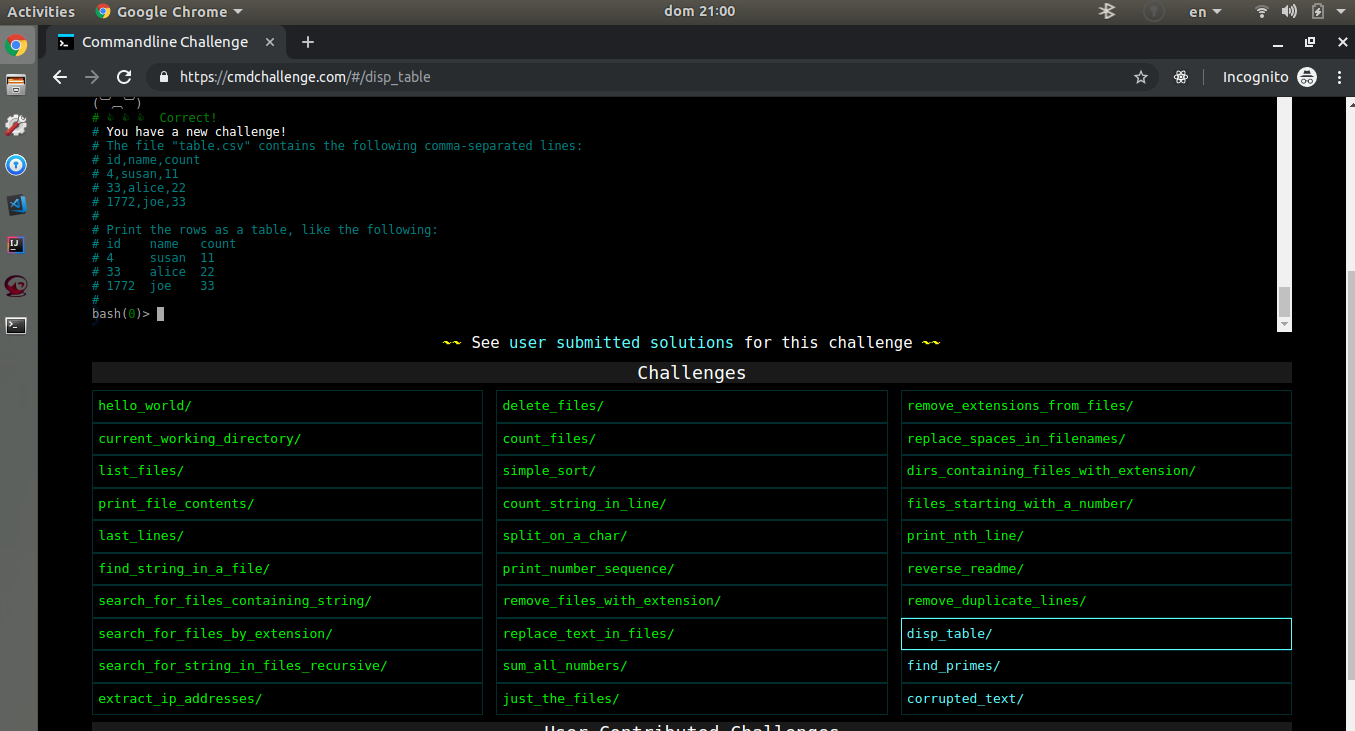 Activities Google Chrome dom 21:00 en
Commandline Challenge
https://cmdchallenge.com/#/disp_table Incognito
# Correct!
# You have a new challenge!
# The file "table.csv" contains the following comma-separated lines:
# id,name,count
# 4,susan,11
# 33,alice,22
# 1772,joe,33
#
# Print the rows as a table, like the following:
# id    name   count
# 4     susan  11
# 33    alice  22
# 1772  joe    33
#
bash(0)>
~~ See user submitted solutions for this challenge ~~
Challenges
hello_world/ delete_files/ remove_extensions_from_files/
current_working_directory/ count_files/ replace_spaces_in_filenames/
list_files/ simple_sort/ dirs_containing_files_with_extension/
print_file_contents/ count_string_in_line/ files_starting_with_a_number/
last_lines/ split_on_a_char/ print_nth_line/
find_string_in_a_file/ print_number_sequence/ reverse_readme/
search_for_files_containing_string/ remove_files_with_extension/ remove_duplicate_lines/
search_for_files_by_extension/ replace_text_in_files/ disp_table/
search_for_string_in_files_recursive/ sum_all_numbers/ find_primes/
extract_ip_addresses/ just_the_files/ corrupted_text/
User Contributed Challenges